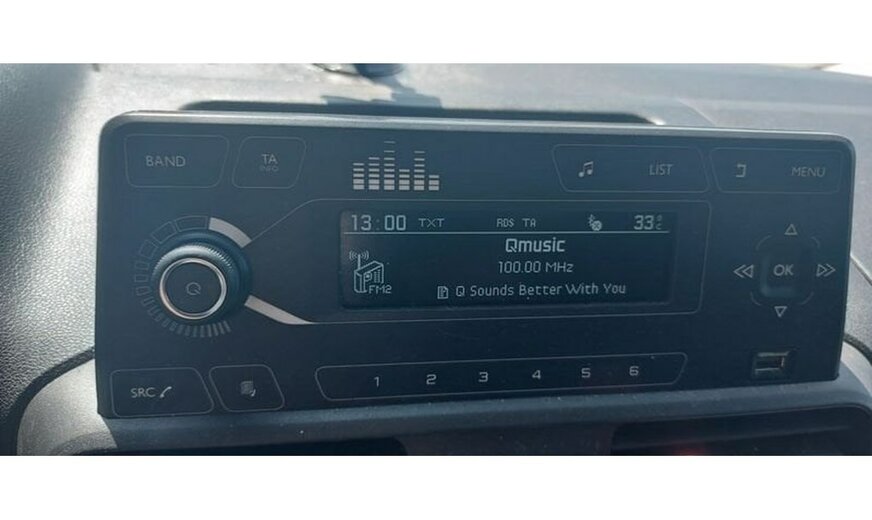 BAND
TA
INFO
LIST
MENU
13:00 TXT RDS TA 33°C
Qmusic
100.00 MHz
FM2
Q Sounds Better With You
OK
SRC
1 2 3 4 5 6